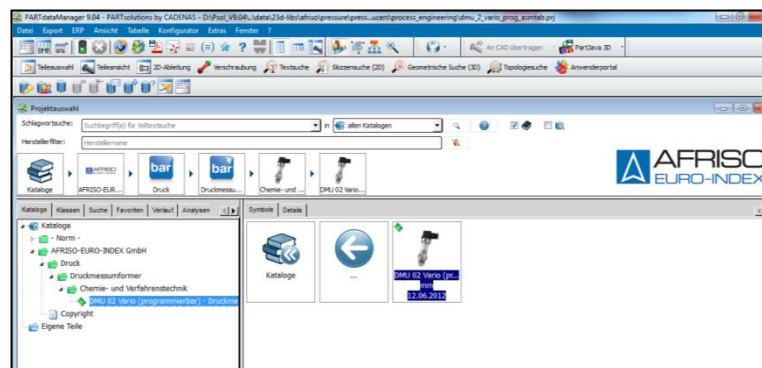 PARTdataManager 9.04 - PARTsolutions by CADENAS - D:\Psol_V9.04\..\data\23d-libs\afriso\pressure\press...ucers\process_engineering\dmu_2_vario_prog_asmtab.prj
Datei Export ERP Ansicht Tabelle Konfigurator Extras Fenster ?
An CAD übertragen PartJava 3D
Teileauswahl Teileansicht 2D-Ableitung Verschraubung Textsuche Skizzensuche (2D) Geometrische Suche (3D) Topologiesuche Anwenderportal
Projektauswahl
Schlagwortsuche: Suchbegriff(e) für Volltextsuche in allen Katalogen
Herstellerfilter: Herstellername
AFRISO
bar bar
AFRISO
EURO-INDEX
Kataloge AFRISO-EUR... Druck Druckmessu... Chemie- und ... DMU 02 Vario...
Kataloge Klassen Suche Favoriten Verlauf Analysen
Symbole Details
Kataloge
- Norm -
AFRISO-EURO-INDEX GmbH
Druck
Druckmessumformer
Chemie- und Verfahrenstechnik
DMU 02 Vario (programmierbar) - Druckme
Copyright
Eigene Teile
Kataloge
...
DMU 02 Vario (pr...
mm
12.06.2012